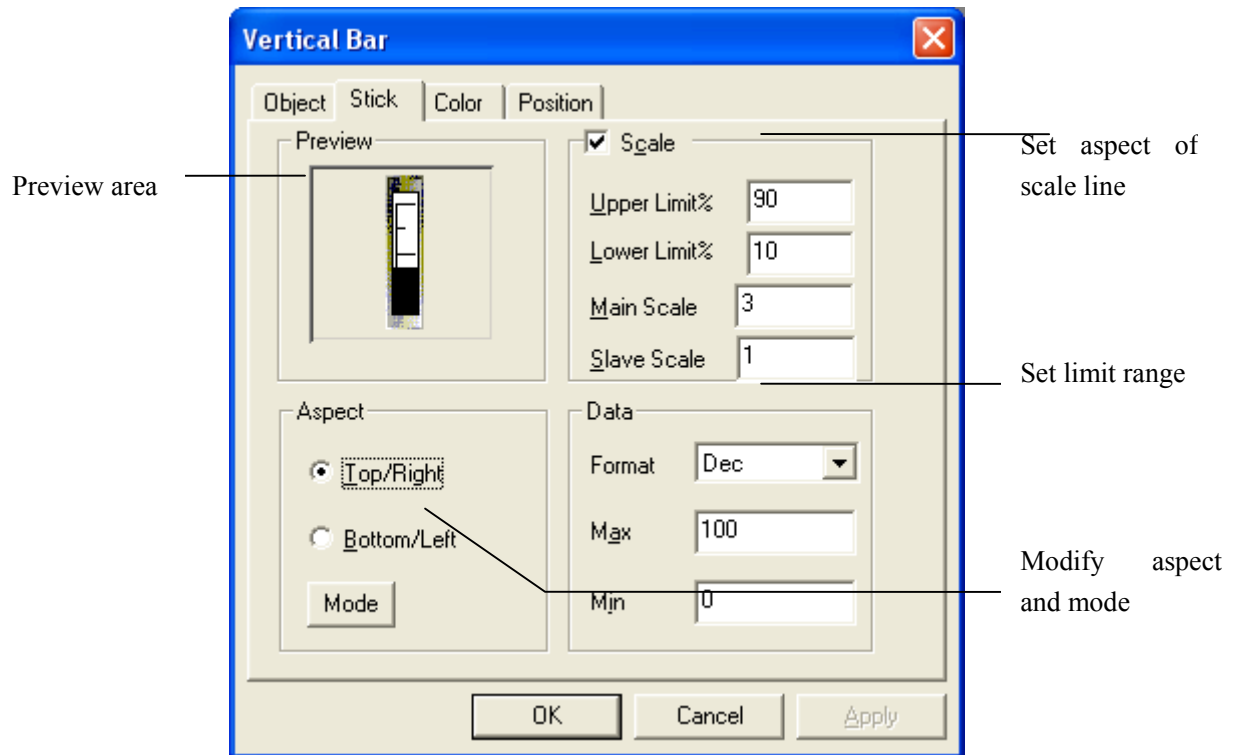 Vertical Bar
Object Stick Color Position
Preview
Preview area
Scale
Upper Limit% 90
Lower Limit% 10
Main Scale 3
Slave Scale 1
Set aspect of
scale line
Set limit range
Aspect
Top/Right
Bottom/Left
Mode
Data
Format Dec
Max 100
Min 0
Modify aspect
and mode
OK Cancel Apply